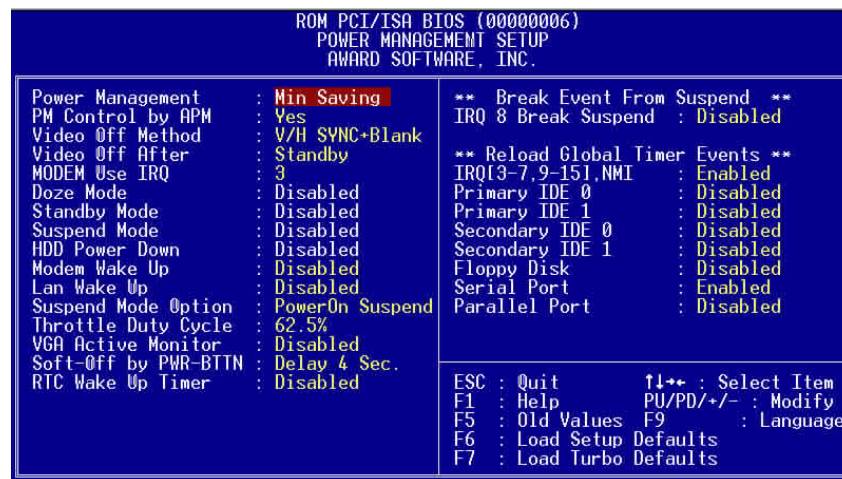 ROM PCI/ISA BIOS (00000006)
POWER MANAGEMENT SETUP
AWARD SOFTWARE, INC.
Power Management : Min Saving
PM Control by APM : Yes
Video Off Method : V/H SYNC+Blank
Video Off After : Standby
MODEM Use IRQ : 3
Doze Mode : Disabled
Standby Mode : Disabled
Suspend Mode : Disabled
HDD Power Down : Disabled
Modem Wake Up : Disabled
Lan Wake Up : Disabled
Suspend Mode Option : PowerOn Suspend
Throttle Duty Cycle : 62.5%
VGA Active Monitor : Disabled
Soft-Off by PWR-BTTN : Delay 4 Sec.
RTC Wake Up Timer : Disabled
** Break Event From Suspend **
IRQ 8 Break Suspend : Disabled
** Reload Global Timer Events **
IRQ[3-7,9-15],NMI : Enabled
Primary IDE 0 : Disabled
Primary IDE 1 : Disabled
Secondary IDE 0 : Disabled
Secondary IDE 1 : Disabled
Floppy Disk : Disabled
Serial Port : Enabled
Parallel Port : Disabled
ESC : Quit ↑↓→← : Select Item
F1 : Help PU/PD/+/- : Modify
F5 : Old Values F9 : Language
F6 : Load Setup Defaults
F7 : Load Turbo Defaults